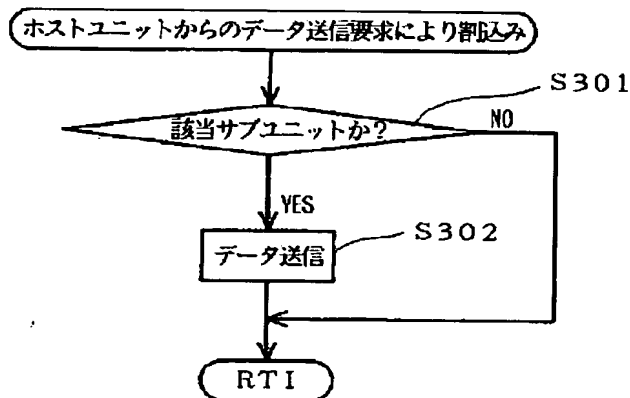 ホストユニットからのデータ送信要求により割込み
S301
該当サブユニットか?
NO
YES
S302
データ送信
RTI